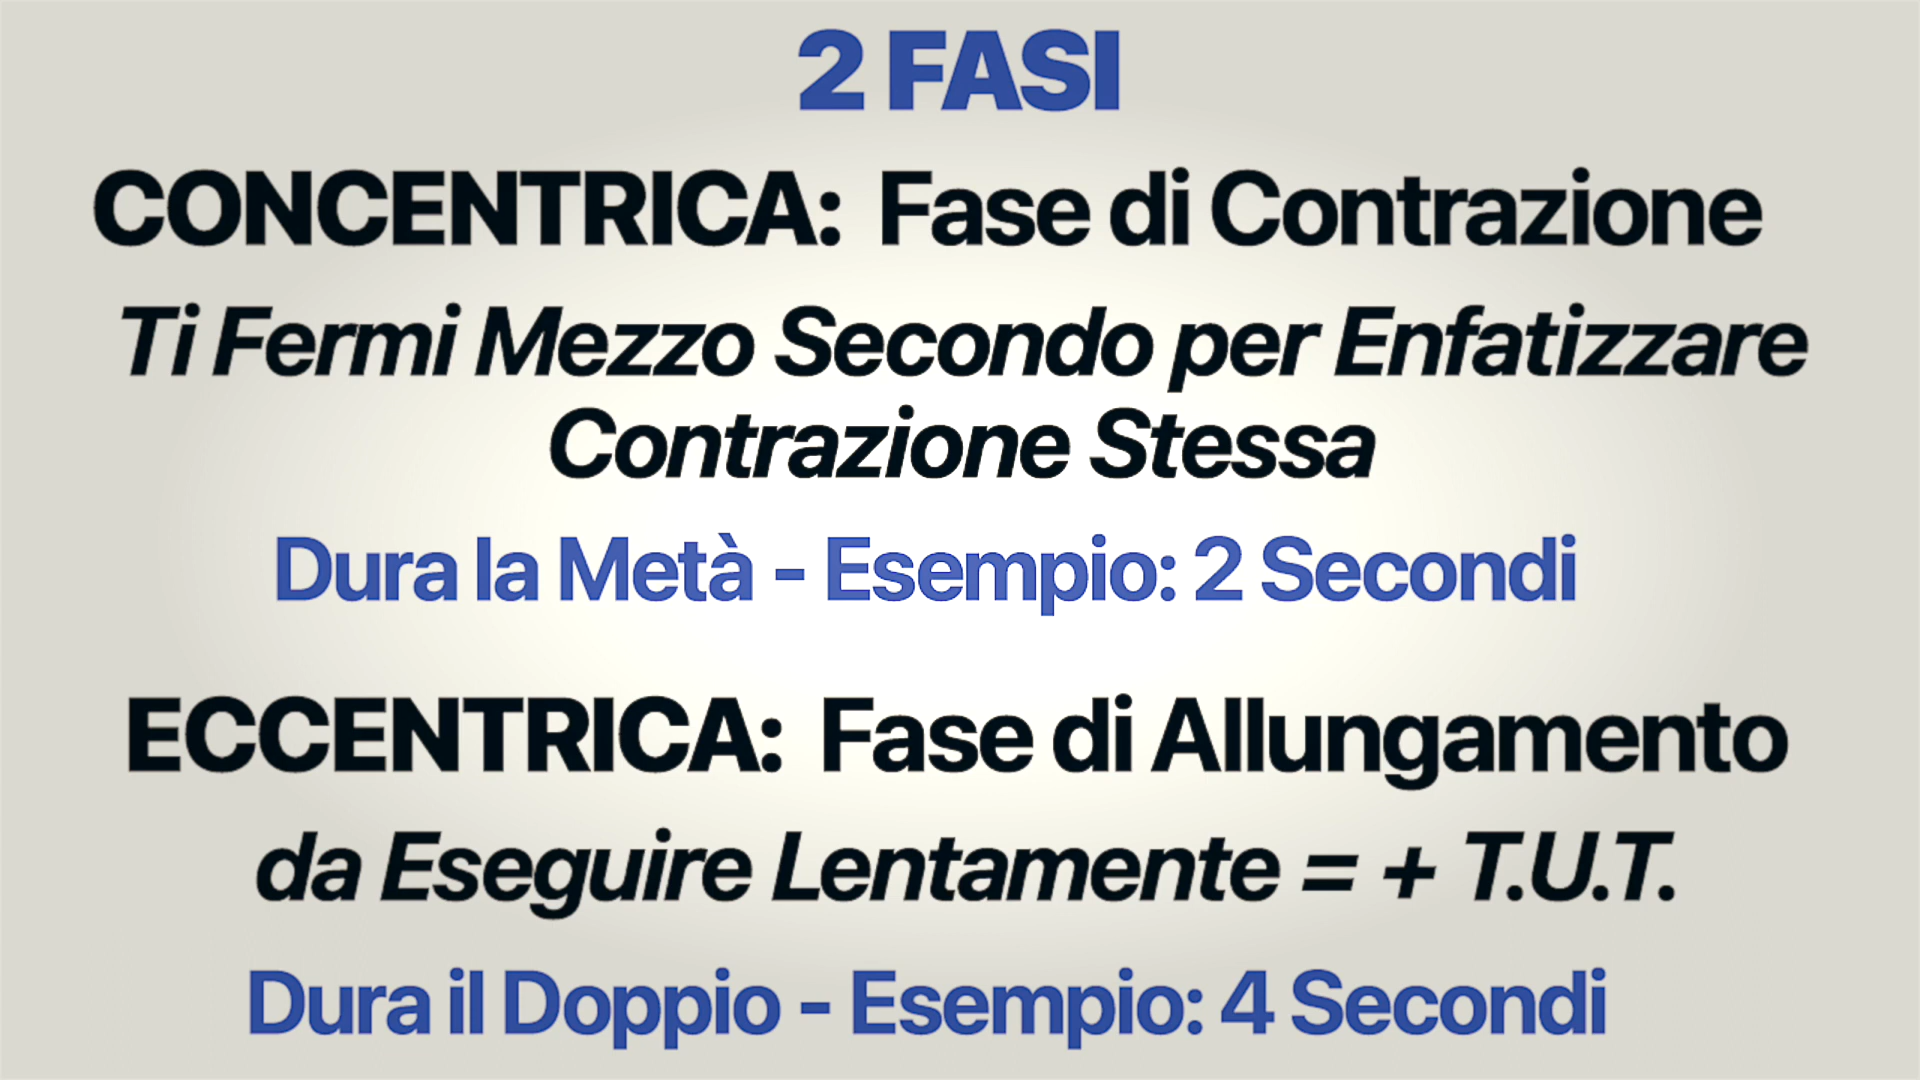 2 FASI
CONCENTRICA: Fase di Contrazione
Ti Fermi Mezzo Secondo per Enfatizzare
Contrazione Stessa
Dura la Metà - Esempio: 2 Secondi
ECCENTRICA: Fase di Allungamento
da Eseguire Lentamente = + T.U.T.
Dura il Doppio - Esempio: 4 Secondi